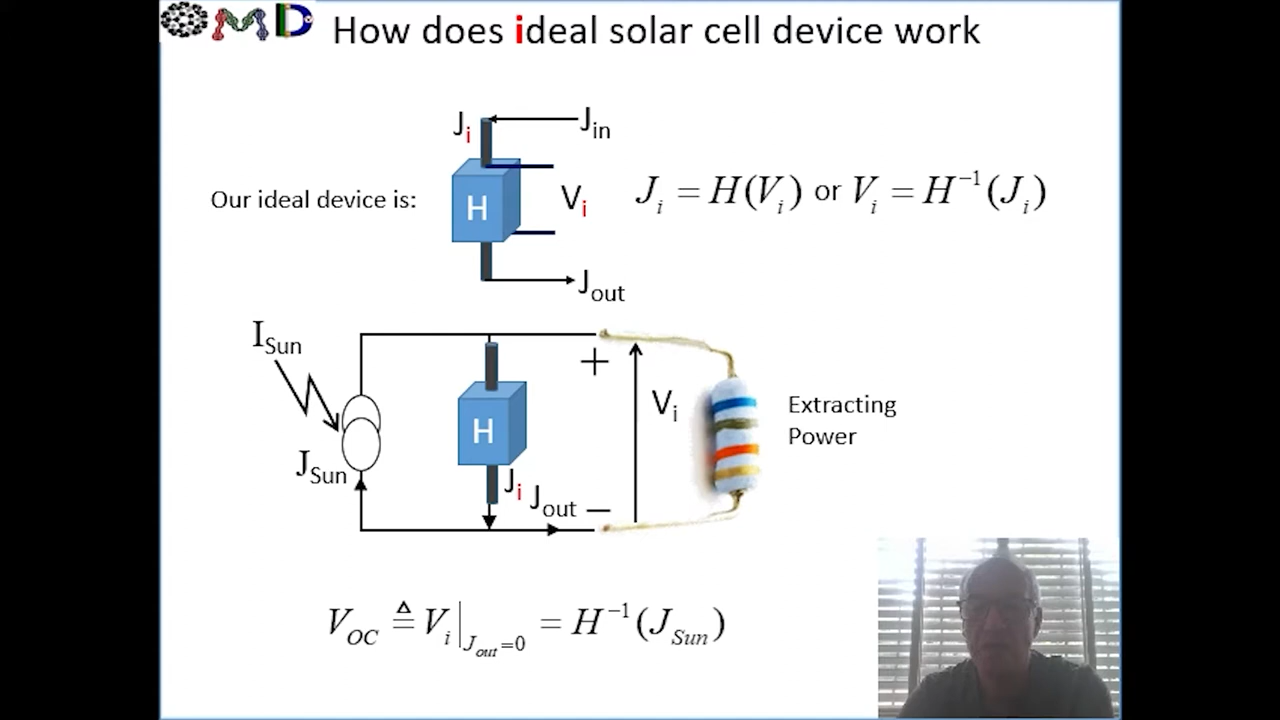 OMD
How does ideal solar cell device work
J_i
J_in
Our ideal device is:
H
V_i
J_i = H(V_i) or V_i = H^{-1}(J_i)
J_out
I_Sun
+
H
V_i
Extracting
Power
J_Sun
J_i
J_out −
V_OC ≜ V_i|_{J_out=0} = H^{-1}(J_Sun)